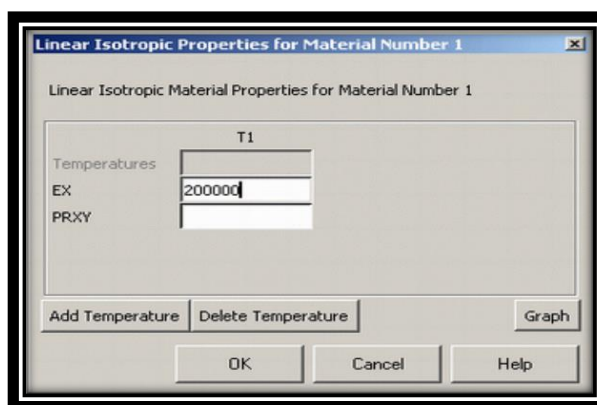 Linear Isotropic Properties for Material Number 1
Linear Isotropic Material Properties for Material Number 1
T1
Temperatures
EX 200000
PRXY
Add Temperature Delete Temperature Graph
OK Cancel Help